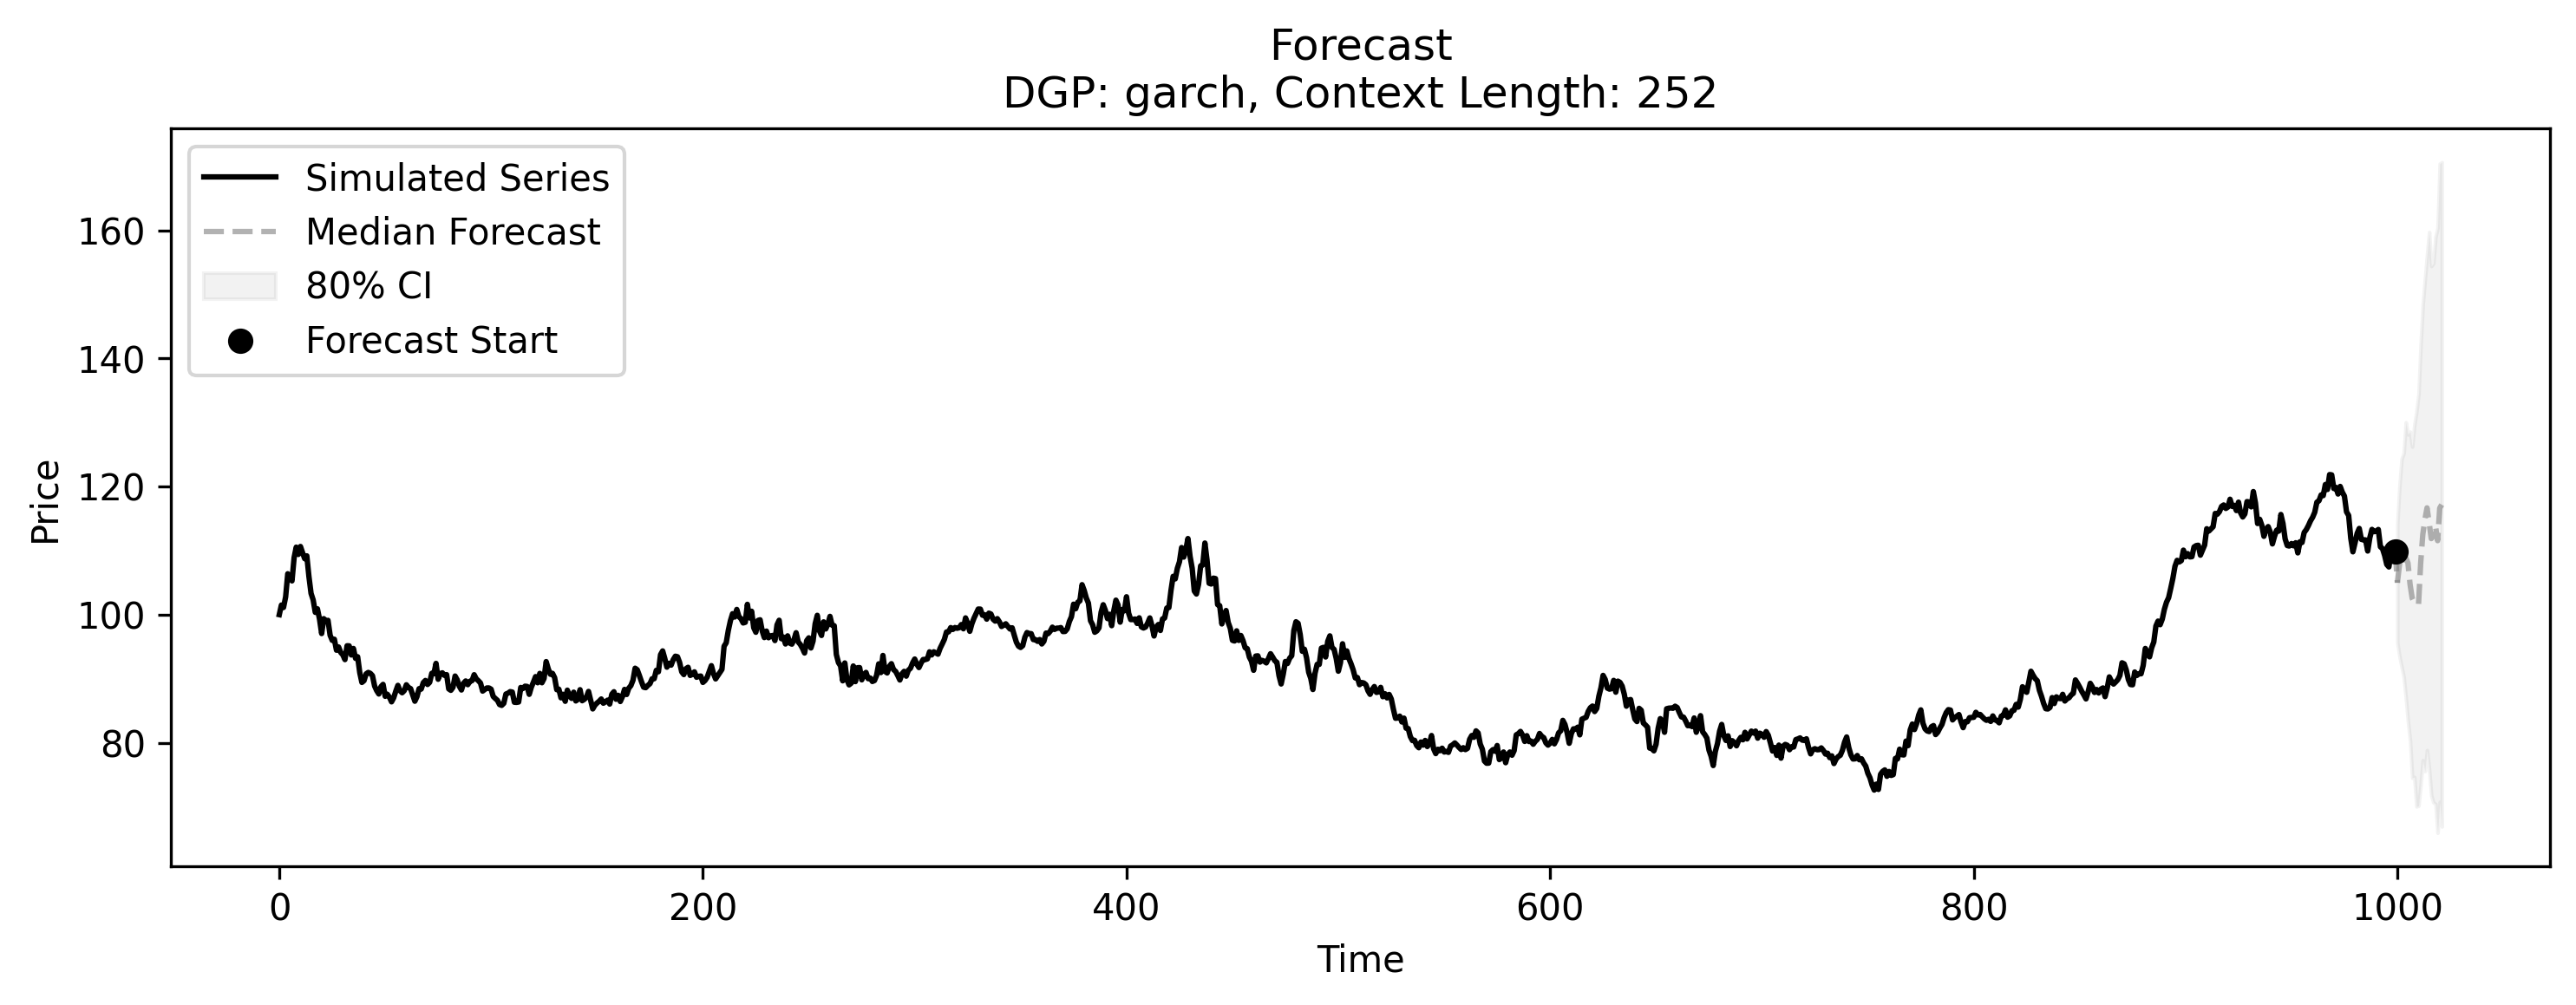 Forecast
DGP: garch, Context Length: 252
Simulated Series
Median Forecast
80% CI
Forecast Start
Price
160
140
120
100
80
0
200
400
600
800
1000
Time